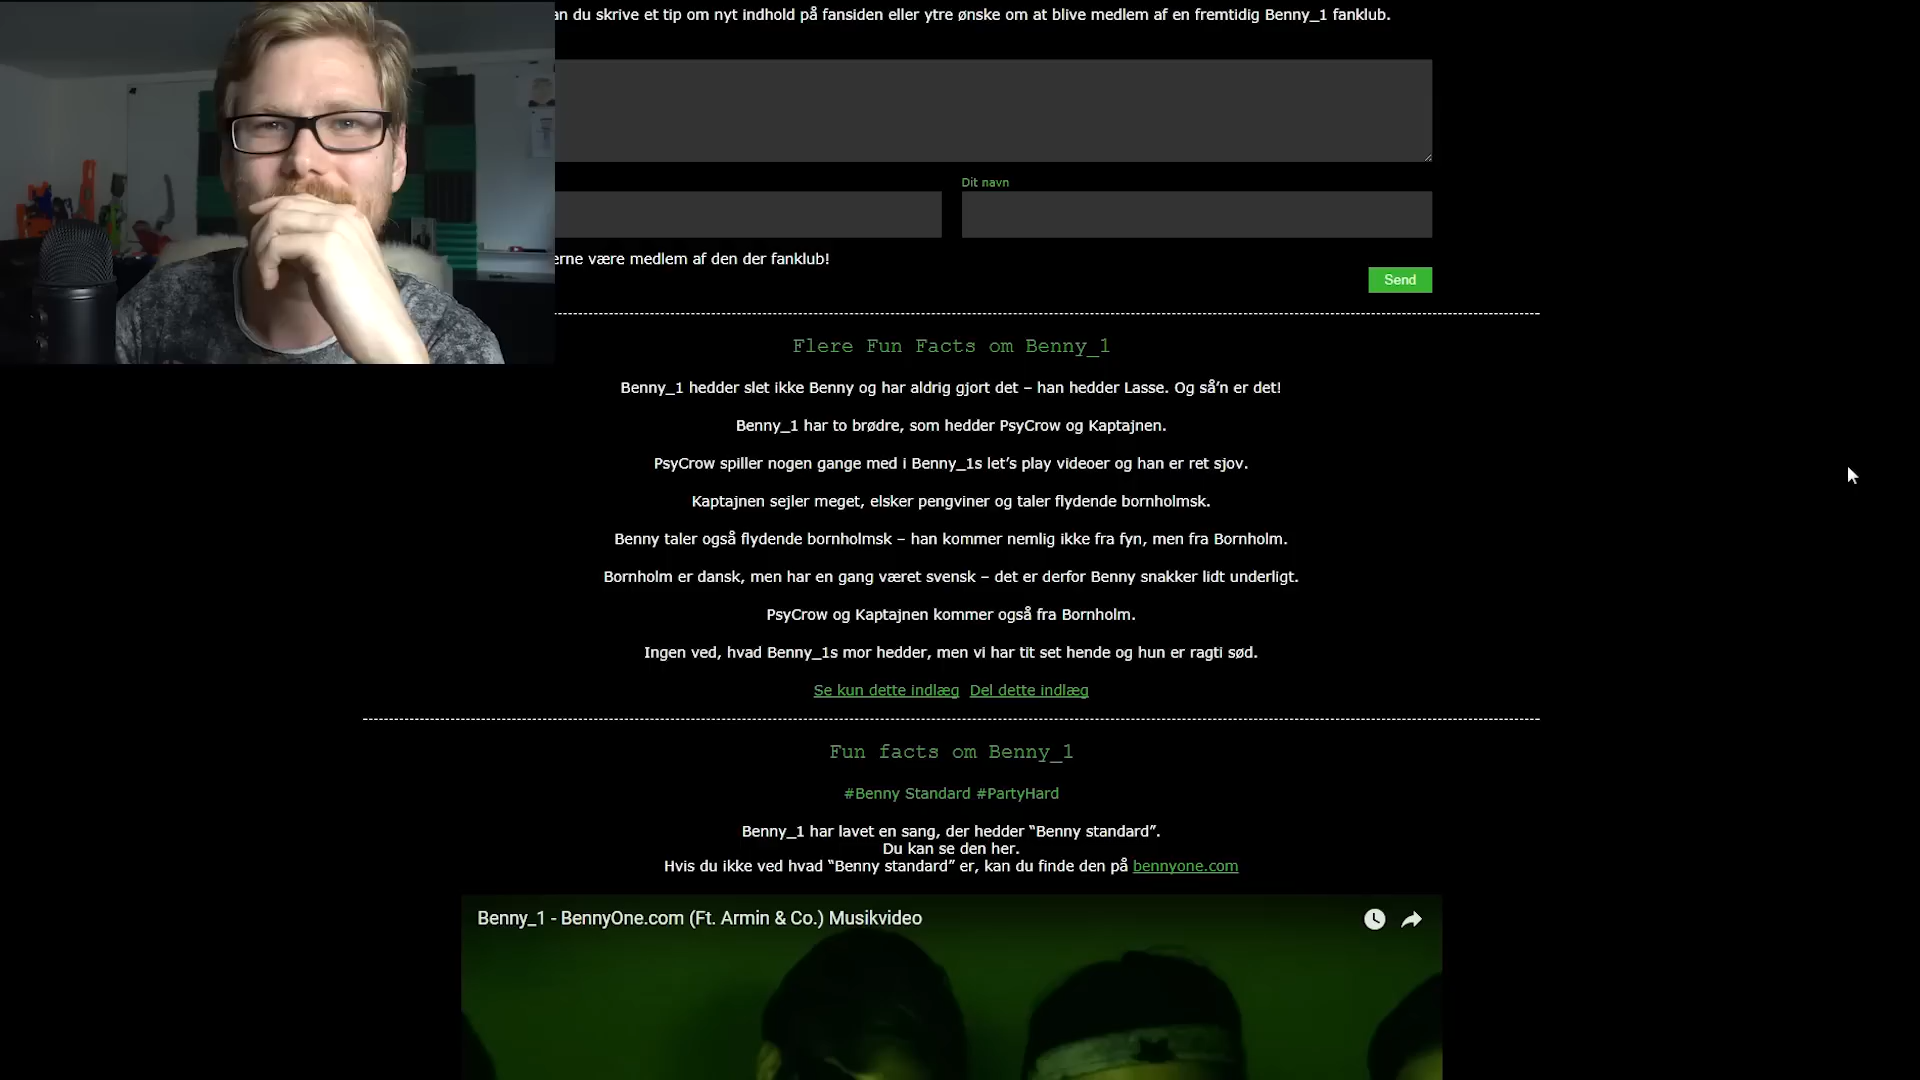 an du skrive et tip om nyt indhold på fansiden eller ytre ønske om at blive medlem af en fremtidig Benny_1 fanklub.
Dit navn
erne være medlem af den der fanklub!
Send
Flere Fun Facts om Benny_1
Benny_1 hedder slet ikke Benny og har aldrig gjort det – han hedder Lasse. Og så’n er det!
Benny_1 har to brødre, som hedder PsyCrow og Kaptajnen.
PsyCrow spiller nogen gange med i Benny_1s let’s play videoer og han er ret sjov.
Kaptajnen sejler meget, elsker pengviner og taler flydende bornholmsk.
Benny taler også flydende bornholmsk – han kommer nemlig ikke fra fyn, men fra Bornholm.
Bornholm er dansk, men har en gang været svensk – det er derfor Benny snakker lidt underligt.
PsyCrow og Kaptajnen kommer også fra Bornholm.
Ingen ved, hvad Benny_1s mor hedder, men vi har tit set hende og hun er ragti sød.
Se kun dette indlæg Del dette indlæg
Fun facts om Benny_1
#Benny Standard #PartyHard
Benny_1 har lavet en sang, der hedder “Benny standard”.
Du kan se den her.
Hvis du ikke ved hvad “Benny standard” er, kan du finde den på bennyone.com
Benny_1 - BennyOne.com (Ft. Armin & Co.) Musikvideo